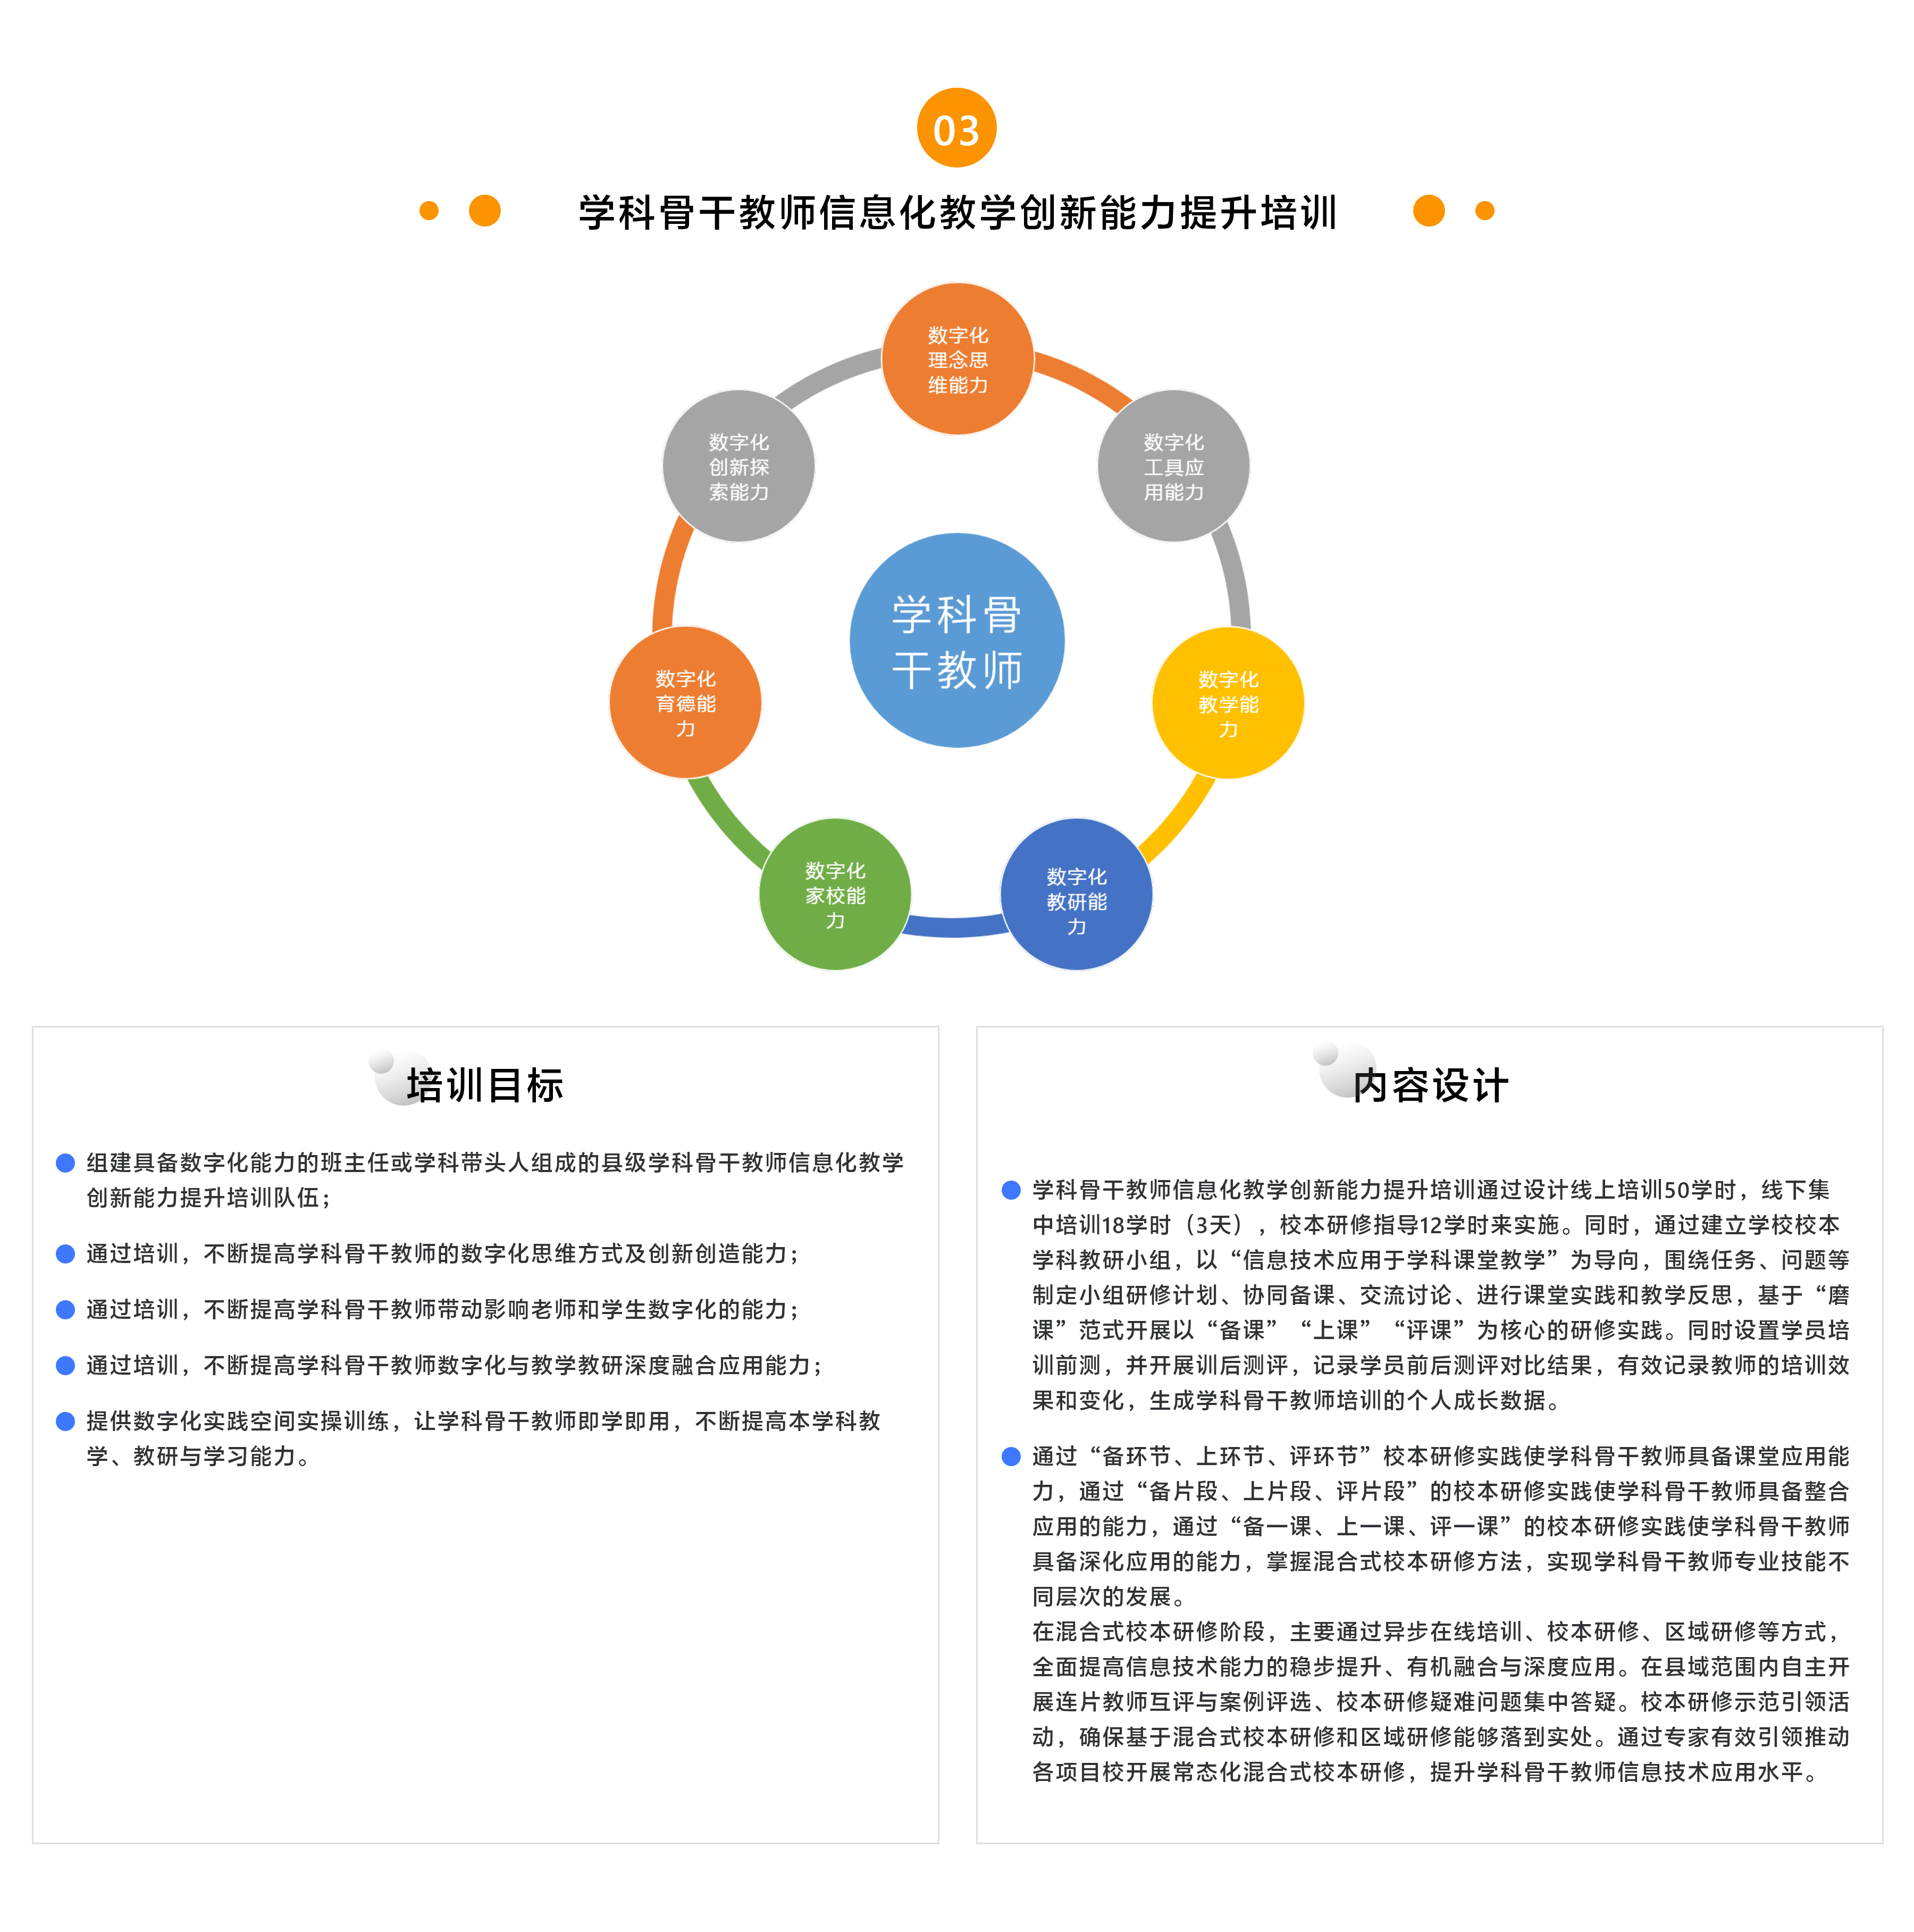 03
学科骨干教师信息化教学创新能力提升培训
数字化
理念思
维能力
数字化
创新探
索能力
数字化
工具应
用能力
学科骨
干教师
数字化
育德能
力
数字化
教学能
力
数字化
家校能
力
数字化
教研能
力
培训目标
组建具备数字化能力的班主任或学科带头人组成的县级学科骨干教师信息化教学
创新能力提升培训队伍；
通过培训，不断提高学科骨干教师的数字化思维方式及创新创造能力；
通过培训，不断提高学科骨干教师带动影响老师和学生数字化的能力；
通过培训，不断提高学科骨干教师数字化与教学教研深度融合应用能力；
提供数字化实践空间实操训练，让学科骨干教师即学即用，不断提高本学科教
学、教研与学习能力。
内容设计
学科骨干教师信息化教学创新能力提升培训通过设计线上培训50学时，线下集
中培训18学时（3天），校本研修指导12学时来实施。同时，通过建立学校校本
学科教研小组，以“信息技术应用于学科课堂教学”为导向，围绕任务、问题等
制定小组研修计划、协同备课、交流讨论、进行课堂实践和教学反思，基于“磨
课”范式开展以“备课”“上课”“评课”为核心的研修实践。同时设置学员培
训前测，并开展训后测评，记录学员前后测评对比结果，有效记录教师的培训效
果和变化，生成学科骨干教师培训的个人成长数据。
通过“备环节、上环节、评环节”校本研修实践使学科骨干教师具备课堂应用能
力，通过“备片段、上片段、评片段”的校本研修实践使学科骨干教师具备整合
应用的能力，通过“备一课、上一课、评一课”的校本研修实践使学科骨干教师
具备深化应用的能力，掌握混合式校本研修方法，实现学科骨干教师专业技能不
同层次的发展。
在混合式校本研修阶段，主要通过异步在线培训、校本研修、区域研修等方式，
全面提高信息技术能力的稳步提升、有机融合与深度应用。在县域范围内自主开
展连片教师互评与案例评选、校本研修疑难问题集中答疑。校本研修示范引领活
动，确保基于混合式校本研修和区域研修能够落到实处。通过专家有效引领推动
各项目校开展常态化混合式校本研修，提升学科骨干教师信息技术应用水平。